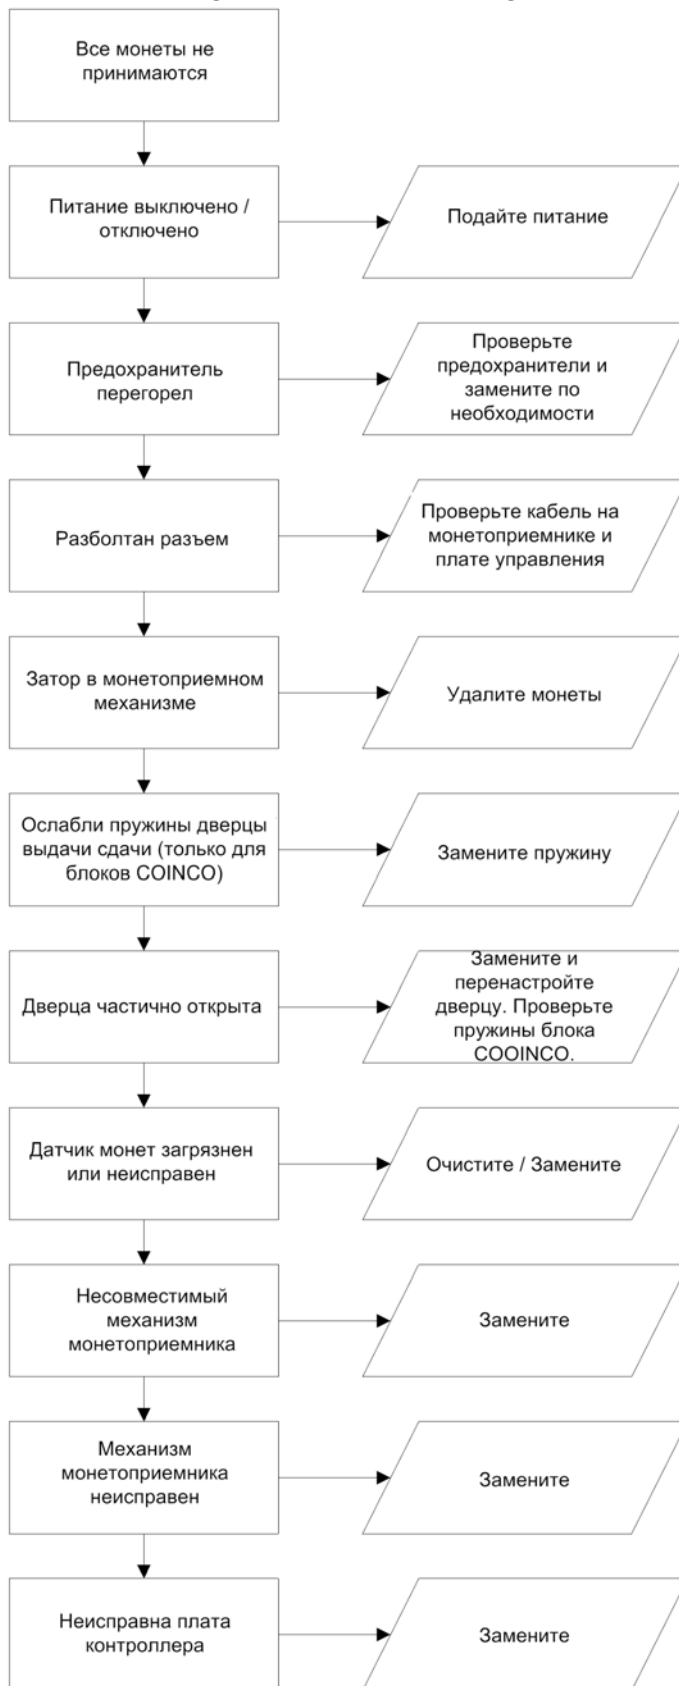 Все монеты не
принимаются
Питание выключено /
отключено
Подайте питание
Предохранитель
перегорел
Проверьте
предохранители и
замените по
необходимости
Разболтан разъем
Проверьте кабель на
монетоприемнике и
плате управления
Затор в монетоприемном
механизме
Удалите монеты
Ослабли пружины дверцы
выдачи сдачи (только для
блоков COINCO)
Замените пружину
Дверца частично открыта
Замените и
перенастройте
дверцу. Проверьте
пружины блока
COOINCO.
Датчик монет загрязнен
или неисправен
Очистите / Замените
Несовместимый
механизм
монетоприемника
Замените
Механизм
монетоприемника
неисправен
Замените
Неисправна плата
контроллера
Замените